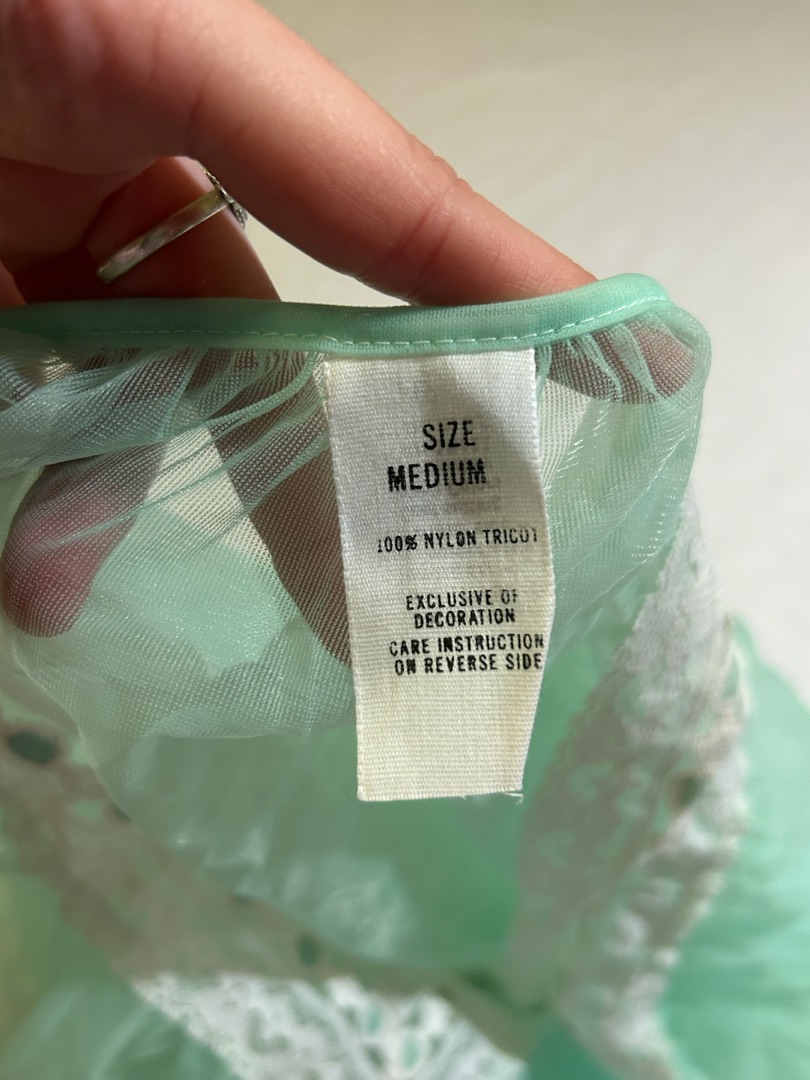 SIZE
MEDIUM
100% NYLON TRICOT
EXCLUSIVE OF
DECORATION
CARE INSTRUCTION
ON REVERSE SIDE